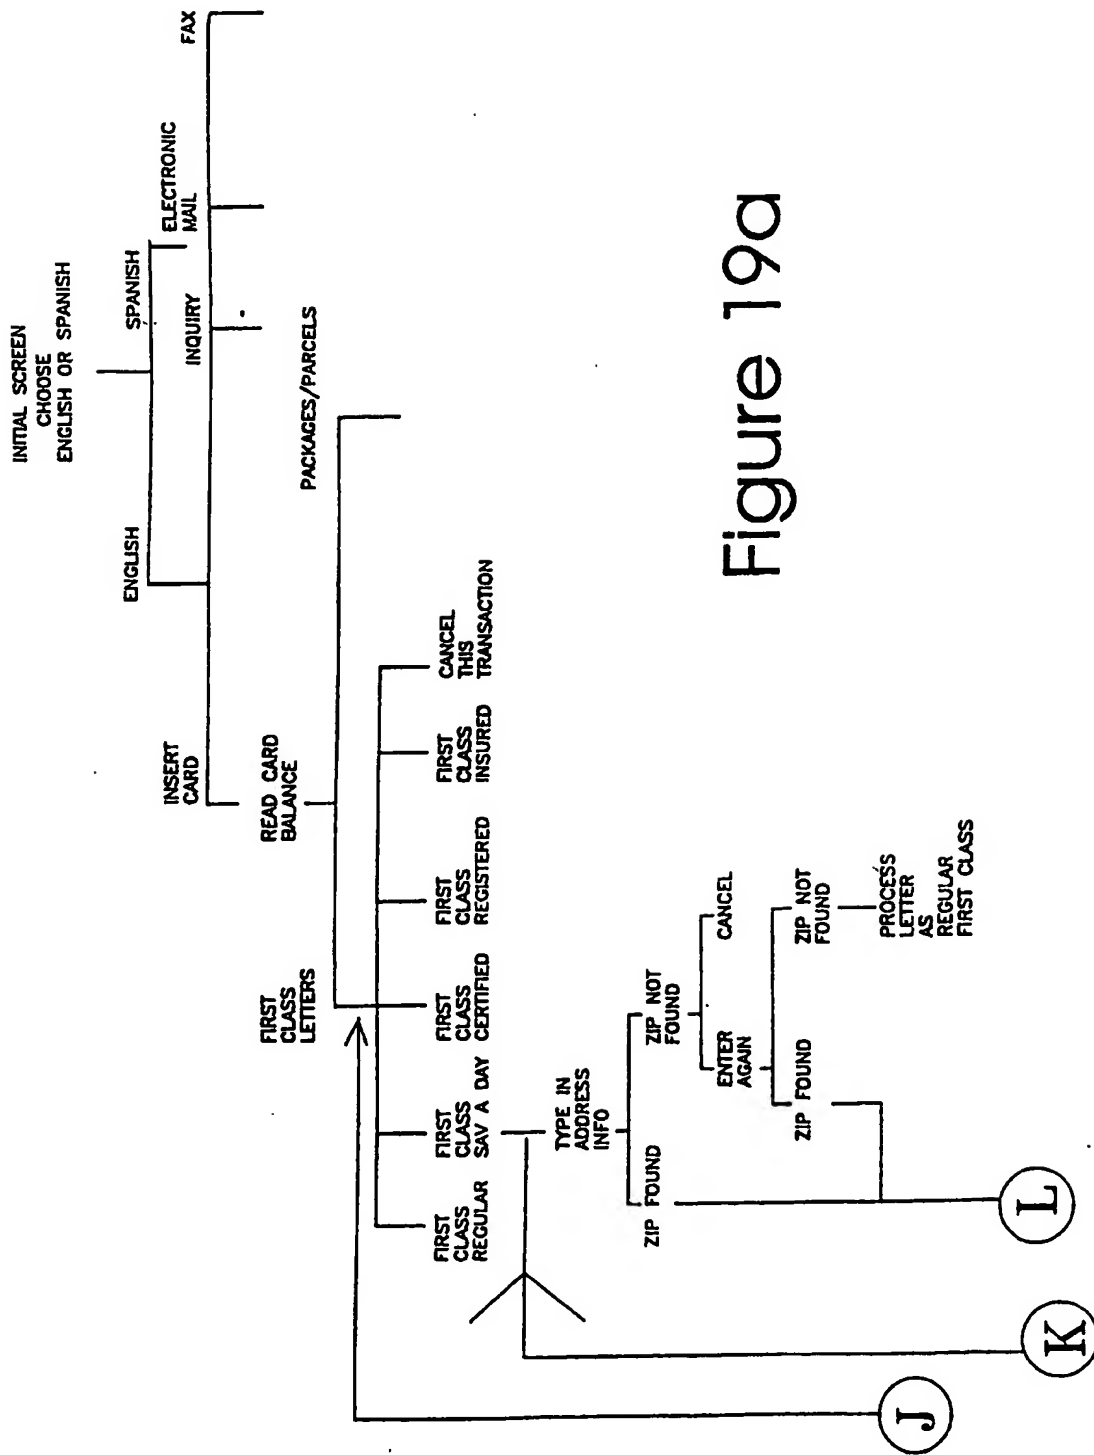 INITIAL SCREEN
CHOOSE
ENGLISH OR SPANISH
ENGLISH
SPANISH
INSERT
CARD
INQUIRY
ELECTRONIC
MAIL
FAX
READ CARD
BALANCE
FIRST
CLASS
LETTERS
PACKAGES/PARCELS
FIRST
CLASS
REGULAR
FIRST
CLASS
SAV A DAY
FIRST
CLASS
CERTIFIED
FIRST
CLASS
REGISTERED
FIRST
CLASS
INSURED
CANCEL
THIS
TRANSACTION
TYPE IN
ADDRESS
INFO
ZIP FOUND
ZIP NOT
FOUND
ENTER
AGAIN
CANCEL
ZIP FOUND
ZIP NOT
FOUND
PROCESS
LETTER
AS
REGULAR
FIRST CLASS
J
K
L
Figure 19a